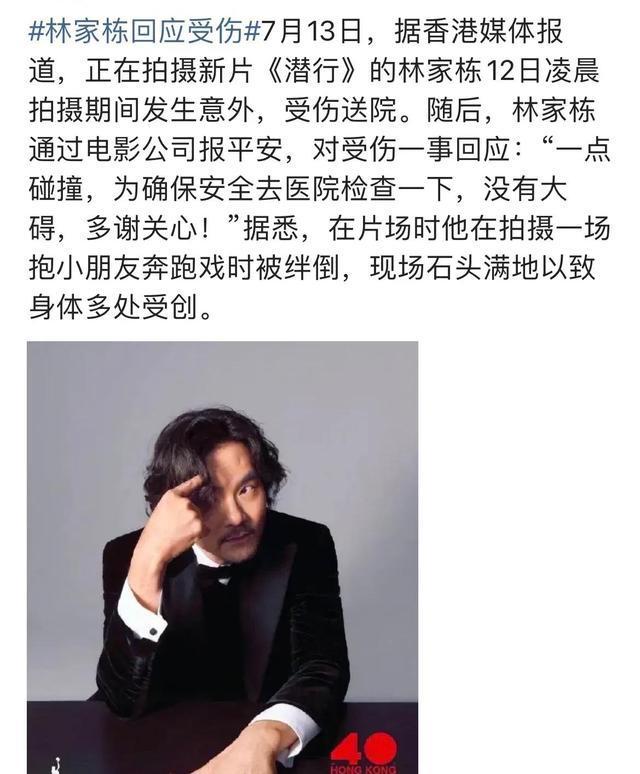 #林家栋回应受伤#7月13日，据香港媒体报
道，正在拍摄新片《潜行》的林家栋12日凌晨
拍摄期间发生意外，受伤送院。随后，林家栋
通过电影公司报平安，对受伤一事回应：“一点
碰撞，为确保安全去医院检查一下，没有大
碍，多谢关心！”据悉，在片场时他在拍摄一场
抱小朋友奔跑戏时被绊倒，现场石头满地以致
身体多处受创。
40
HONG KONG